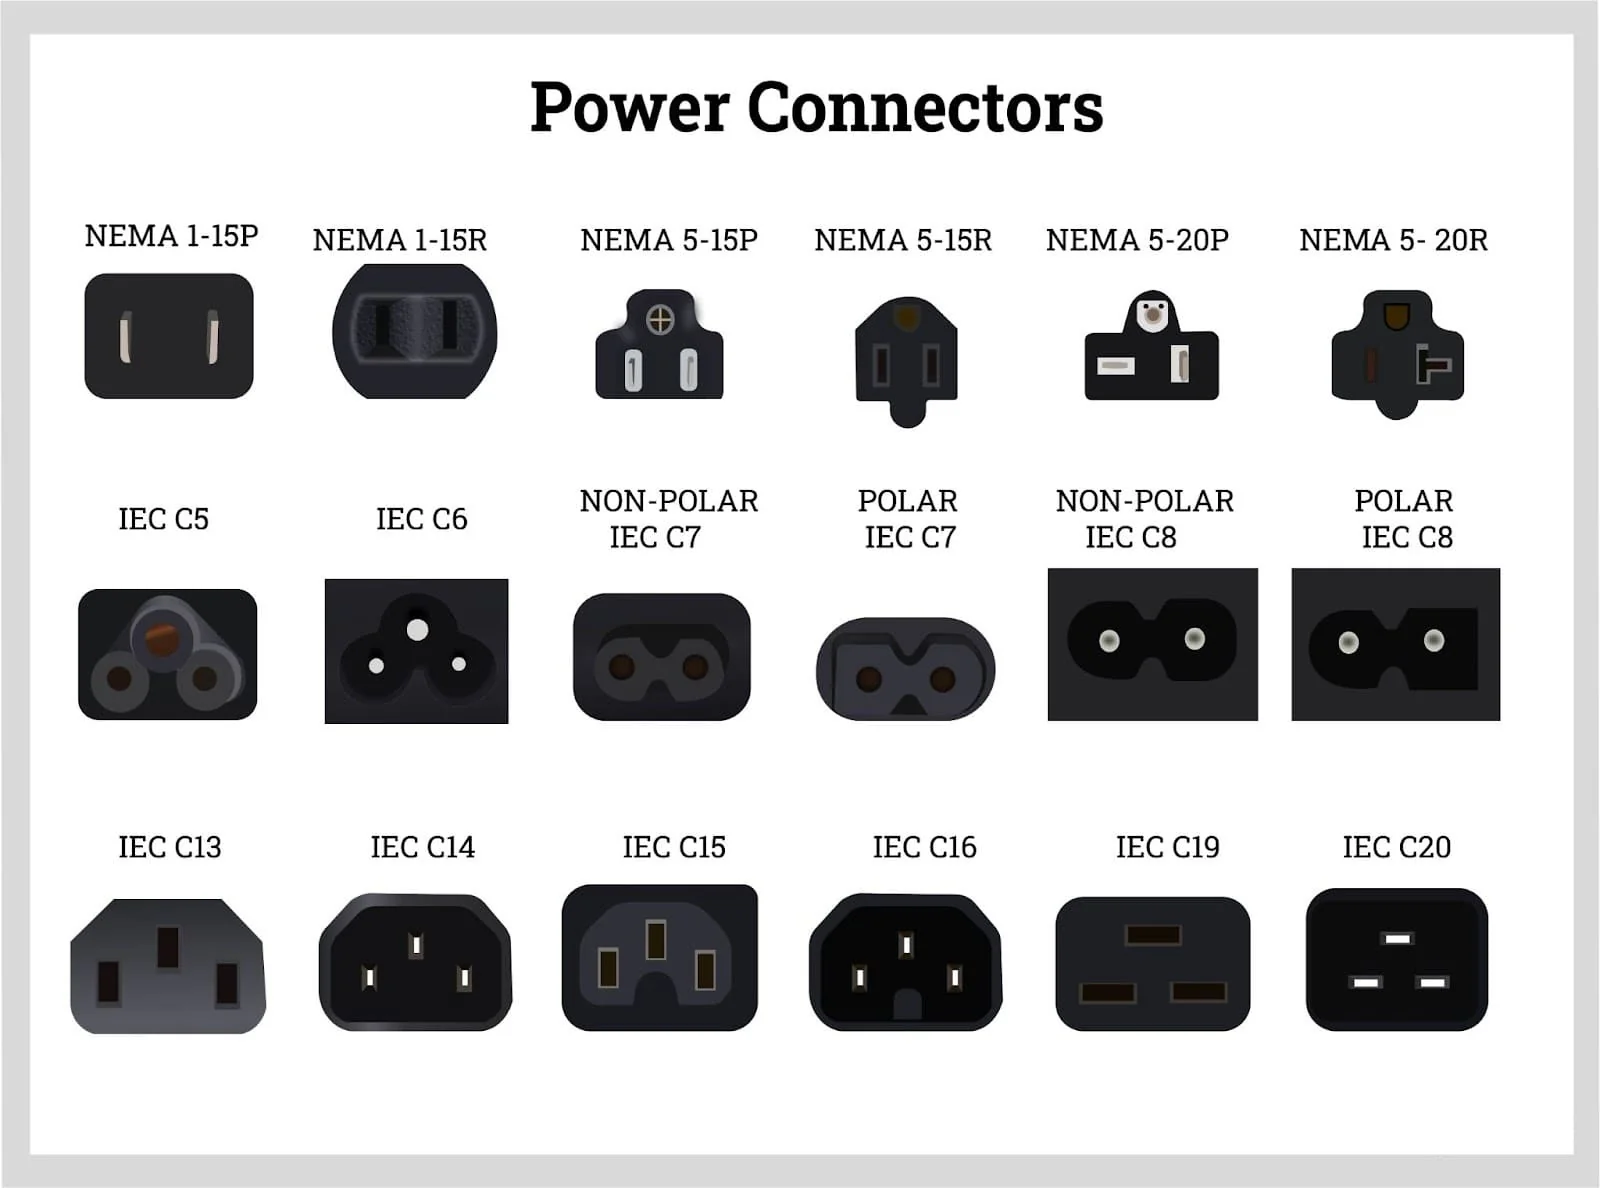 Power Connectors
NEMA 1-15P
NEMA 1-15R
NEMA 5-15P
NEMA 5-15R
NEMA 5-20P
NEMA 5- 20R
IEC C5
IEC C6
NON-POLAR
IEC C7
POLAR
IEC C7
NON-POLAR
IEC C8
POLAR
IEC C8
IEC C13
IEC C14
IEC C15
IEC C16
IEC C19
IEC C20